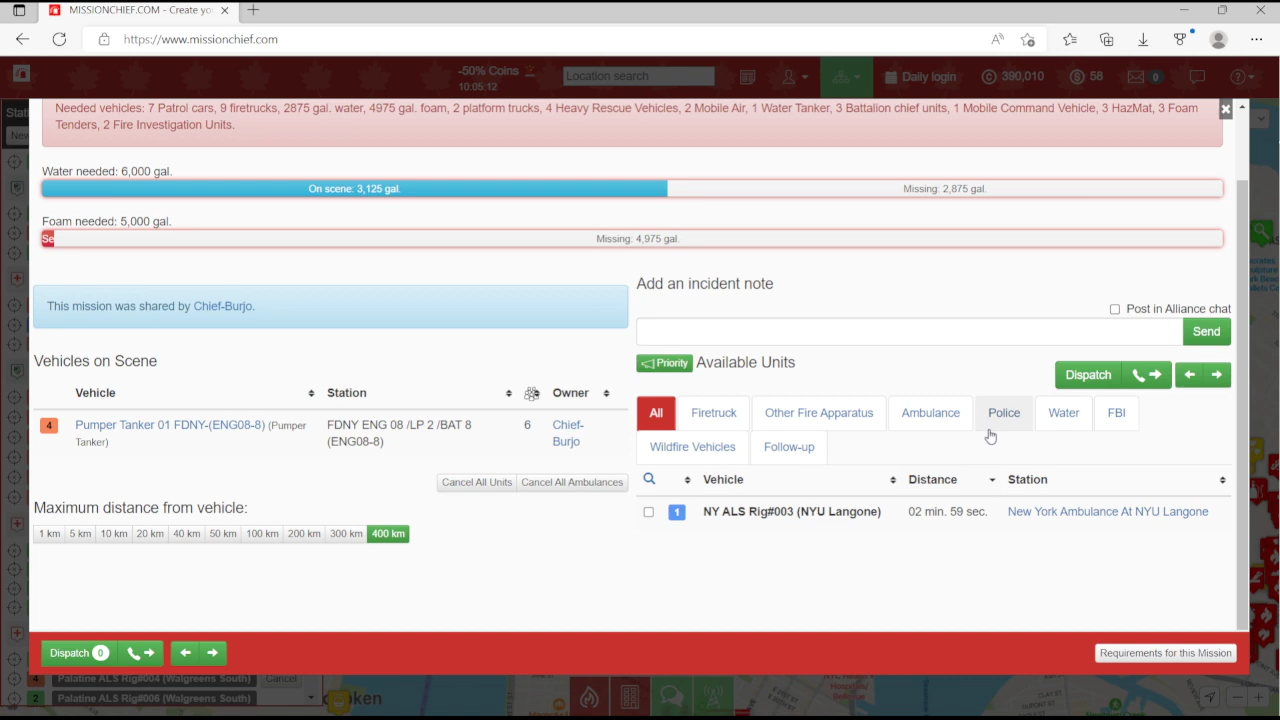 MISSIONCHIEF.COM - Create yo
https://www.missionchief.com
-50% Coins
10:05:12
Location search
Daily login
390,010
58
0
Needed vehicles: 7 Patrol cars, 9 firetrucks, 2875 gal. water, 4975 gal. foam, 2 platform trucks, 4 Heavy Rescue Vehicles, 2 Mobile Air, 1 Water Tanker, 3 Battalion chief units, 1 Mobile Command Vehicle, 3 HazMat, 3 Foam
Tenders, 2 Fire Investigation Units.
Water needed: 6,000 gal.
On scene: 3,125 gal.
Missing: 2,875 gal.
Foam needed: 5,000 gal.
Se
Missing: 4,975 gal.
Add an incident note
This mission was shared by Chief-Burjo.
Post in Alliance chat
Send
Vehicles on Scene
Priority Available Units
Dispatch
Vehicle Station Owner
All Firetruck Other Fire Apparatus Ambulance Police Water FBI
4 Pumper Tanker 01 FDNY-(ENG08-8) (Pumper
Tanker)
FDNY ENG 08 /LP 2 /BAT 8
(ENG08-8)
6
Chief-
Burjo
Wildfire Vehicles Follow-up
Cancel All Units Cancel All Ambulances
Vehicle Distance Station
Maximum distance from vehicle:
1 NY ALS Rig#003 (NYU Langone) 02 min. 59 sec. New York Ambulance At NYU Langone
1 km 5 km 10 km 20 km 40 km 50 km 100 km 200 km 300 km 400 km
Dispatch 0
Requirements for this Mission
4 Palatine ALS Rig#004 (Walgreens South) Cancel
2 Palatine ALS Rig#006 (Walgreens South)
oken